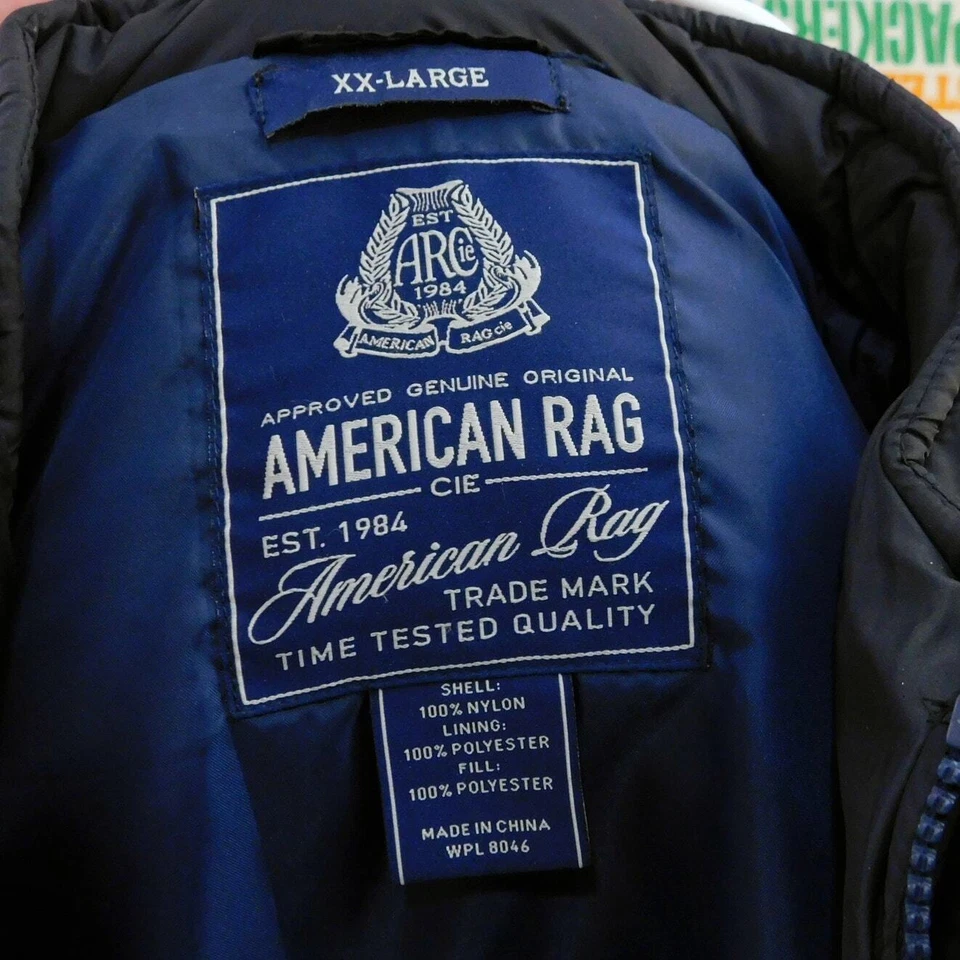 XX-LARGE
EST
ARCie
1984
AMERICAN RAG cie
APPROVED GENUINE ORIGINAL
AMERICAN RAG
CIE
EST. 1984
American Rag
TRADE MARK
TIME TESTED QUALITY
SHELL:
100% NYLON
LINING:
100% POLYESTER
FILL:
100% POLYESTER
MADE IN CHINA
WPL 8046